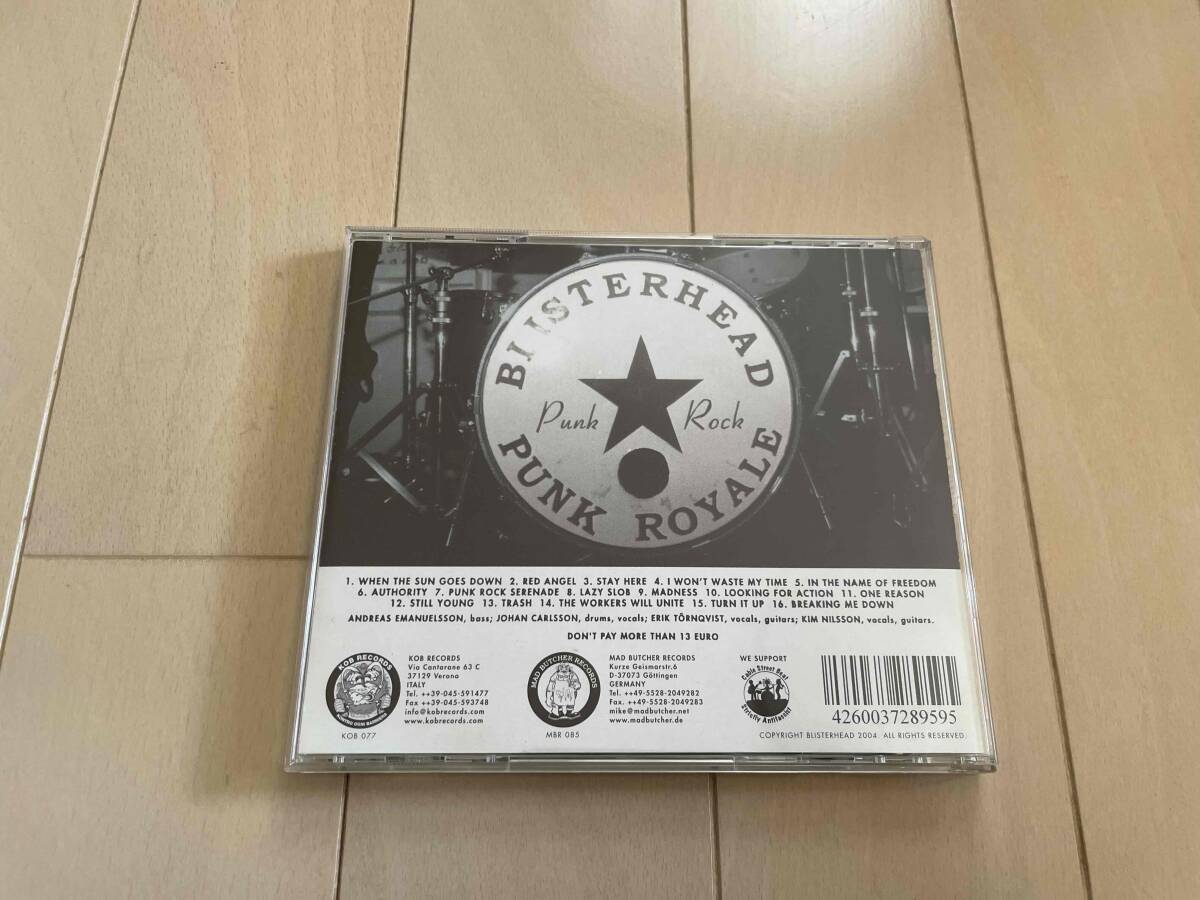 BLISTERHEAD
Punk Rock
PUNK ROYALE
1. WHEN THE SUN GOES DOWN 2. RED ANGEL 3. STAY HERE 4. I WON'T WASTE MY TIME 5. IN THE NAME OF FREEDOM
6. AUTHORITY 7. PUNK ROCK SERENADE 8. LAZY SLOB 9. MADNESS 10. LOOKING FOR ACTION 11. ONE REASON
12. STILL YOUNG 13. TRASH 14. THE WORKERS WILL UNITE 15. TURN IT UP 16. BREAKING ME DOWN
ANDREAS EMANUELSSON, bass; JOHAN CARLSSON, drums, vocals; ERIK TÖRNQVIST, vocals, guitars; KIM NILSSON, vocals, guitars.
DON'T PAY MORE THAN 13 EURO
KOB RECORDS
KONTRO OGNI BARRIERA
KOB 077
KOB RECORDS
Via Cantarane 63 C
37129 Verona
ITALY
Tel. ++39-045-591477
Fax ++39-045-593748
info@kobrecords.com
www.kobrecords.com
MAD BUTCHER RECORDS
MBR 085
MAD BUTCHER RECORDS
Kurze Geismarstr.6
D-37073 Göttingen
GERMANY
Tel. ++49-5528-2049282
Fax ++49-5528-2049283
mike@madbutcher.net
www.madbutcher.de
WE SUPPORT
Cable Street Beat
Strictly Antifascist
4260037289595
COPYRIGHT BLISTERHEAD 2004. ALL RIGHTS RESERVED.